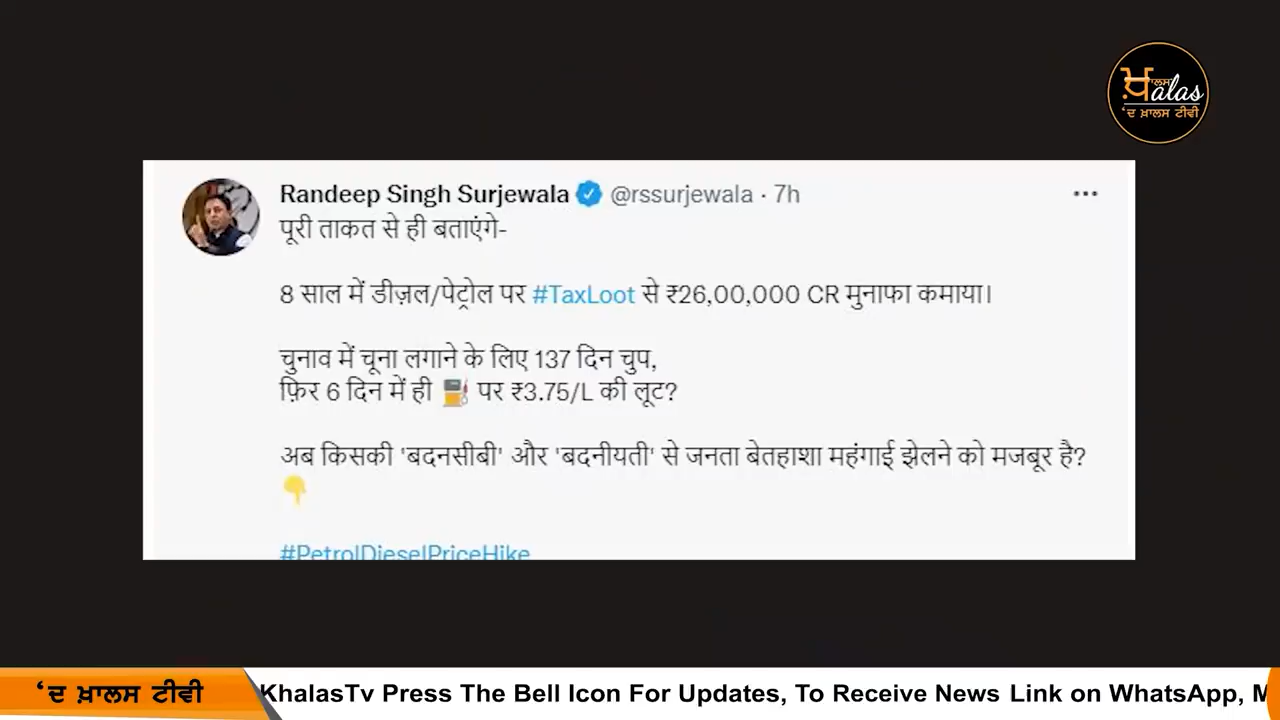 ਖ਼ਾਲਸ
alas
‘ਦ ਖ਼ਾਲਸ ਟੀਵੀ
Randeep Singh Surjewala @rssurjewala · 7h
पूरी ताकत से ही बताएंगे-
8 साल में डीज़ल/पेट्रोल पर #TaxLoot से ₹26,00,000 CR मुनाफा कमाया।
चुनाव में चूना लगाने के लिए 137 दिन चुप,
फ़िर 6 दिन में ही ⛽ पर ₹3.75/L की लूट?
अब किसकी 'बदनसीबी' और 'बदनीयती' से जनता बेतहाशा महंगाई झेलने को मजबूर है?
👇
#PetrolDieselPriceHike
‘ਦ ਖ਼ਾਲਸ ਟੀਵੀ
KhalasTv Press The Bell Icon For Updates, To Receive News Link on WhatsApp, M